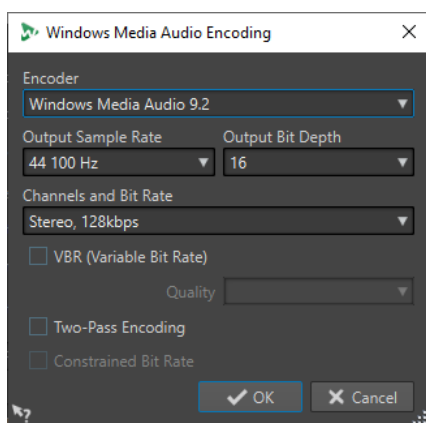 Windows Media Audio Encoding
Encoder
Windows Media Audio 9.2
Output Sample Rate Output Bit Depth
44 100 Hz 16
Channels and Bit Rate
Stereo, 128kbps
VBR (Variable Bit Rate)
Quality
Two-Pass Encoding
Constrained Bit Rate
OK Cancel
?